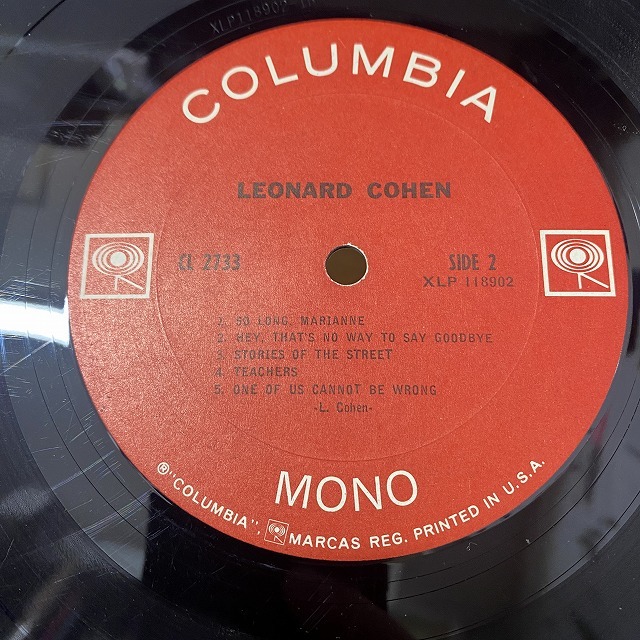 XLP118902
COLUMBIA
LEONARD COHEN
CL 2733
SIDE 2
XLP 118902
1. SO LONG, MARIANNE
2. HEY, THAT'S NO WAY TO SAY GOODBYE
3. STORIES OF THE STREET
4. TEACHERS
5. ONE OF US CANNOT BE WRONG
-L. Cohen-
MONO
®"COLUMBIA", MARCAS REG. PRINTED IN U.S.A.